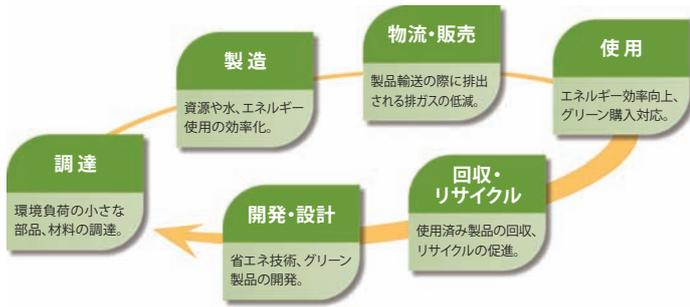 調達
環境負荷の小さな
部品、材料の調達。
製造
資源や水、エネルギー
使用の効率化。
物流・販売
製品輸送の際に排出
される排ガスの低減。
使用
エネルギー効率向上、
グリーン購入対応。
回収・
リサイクル
使用済み製品の回収、
リサイクルの促進。
開発・設計
省エネ技術、グリーン
製品の開発。